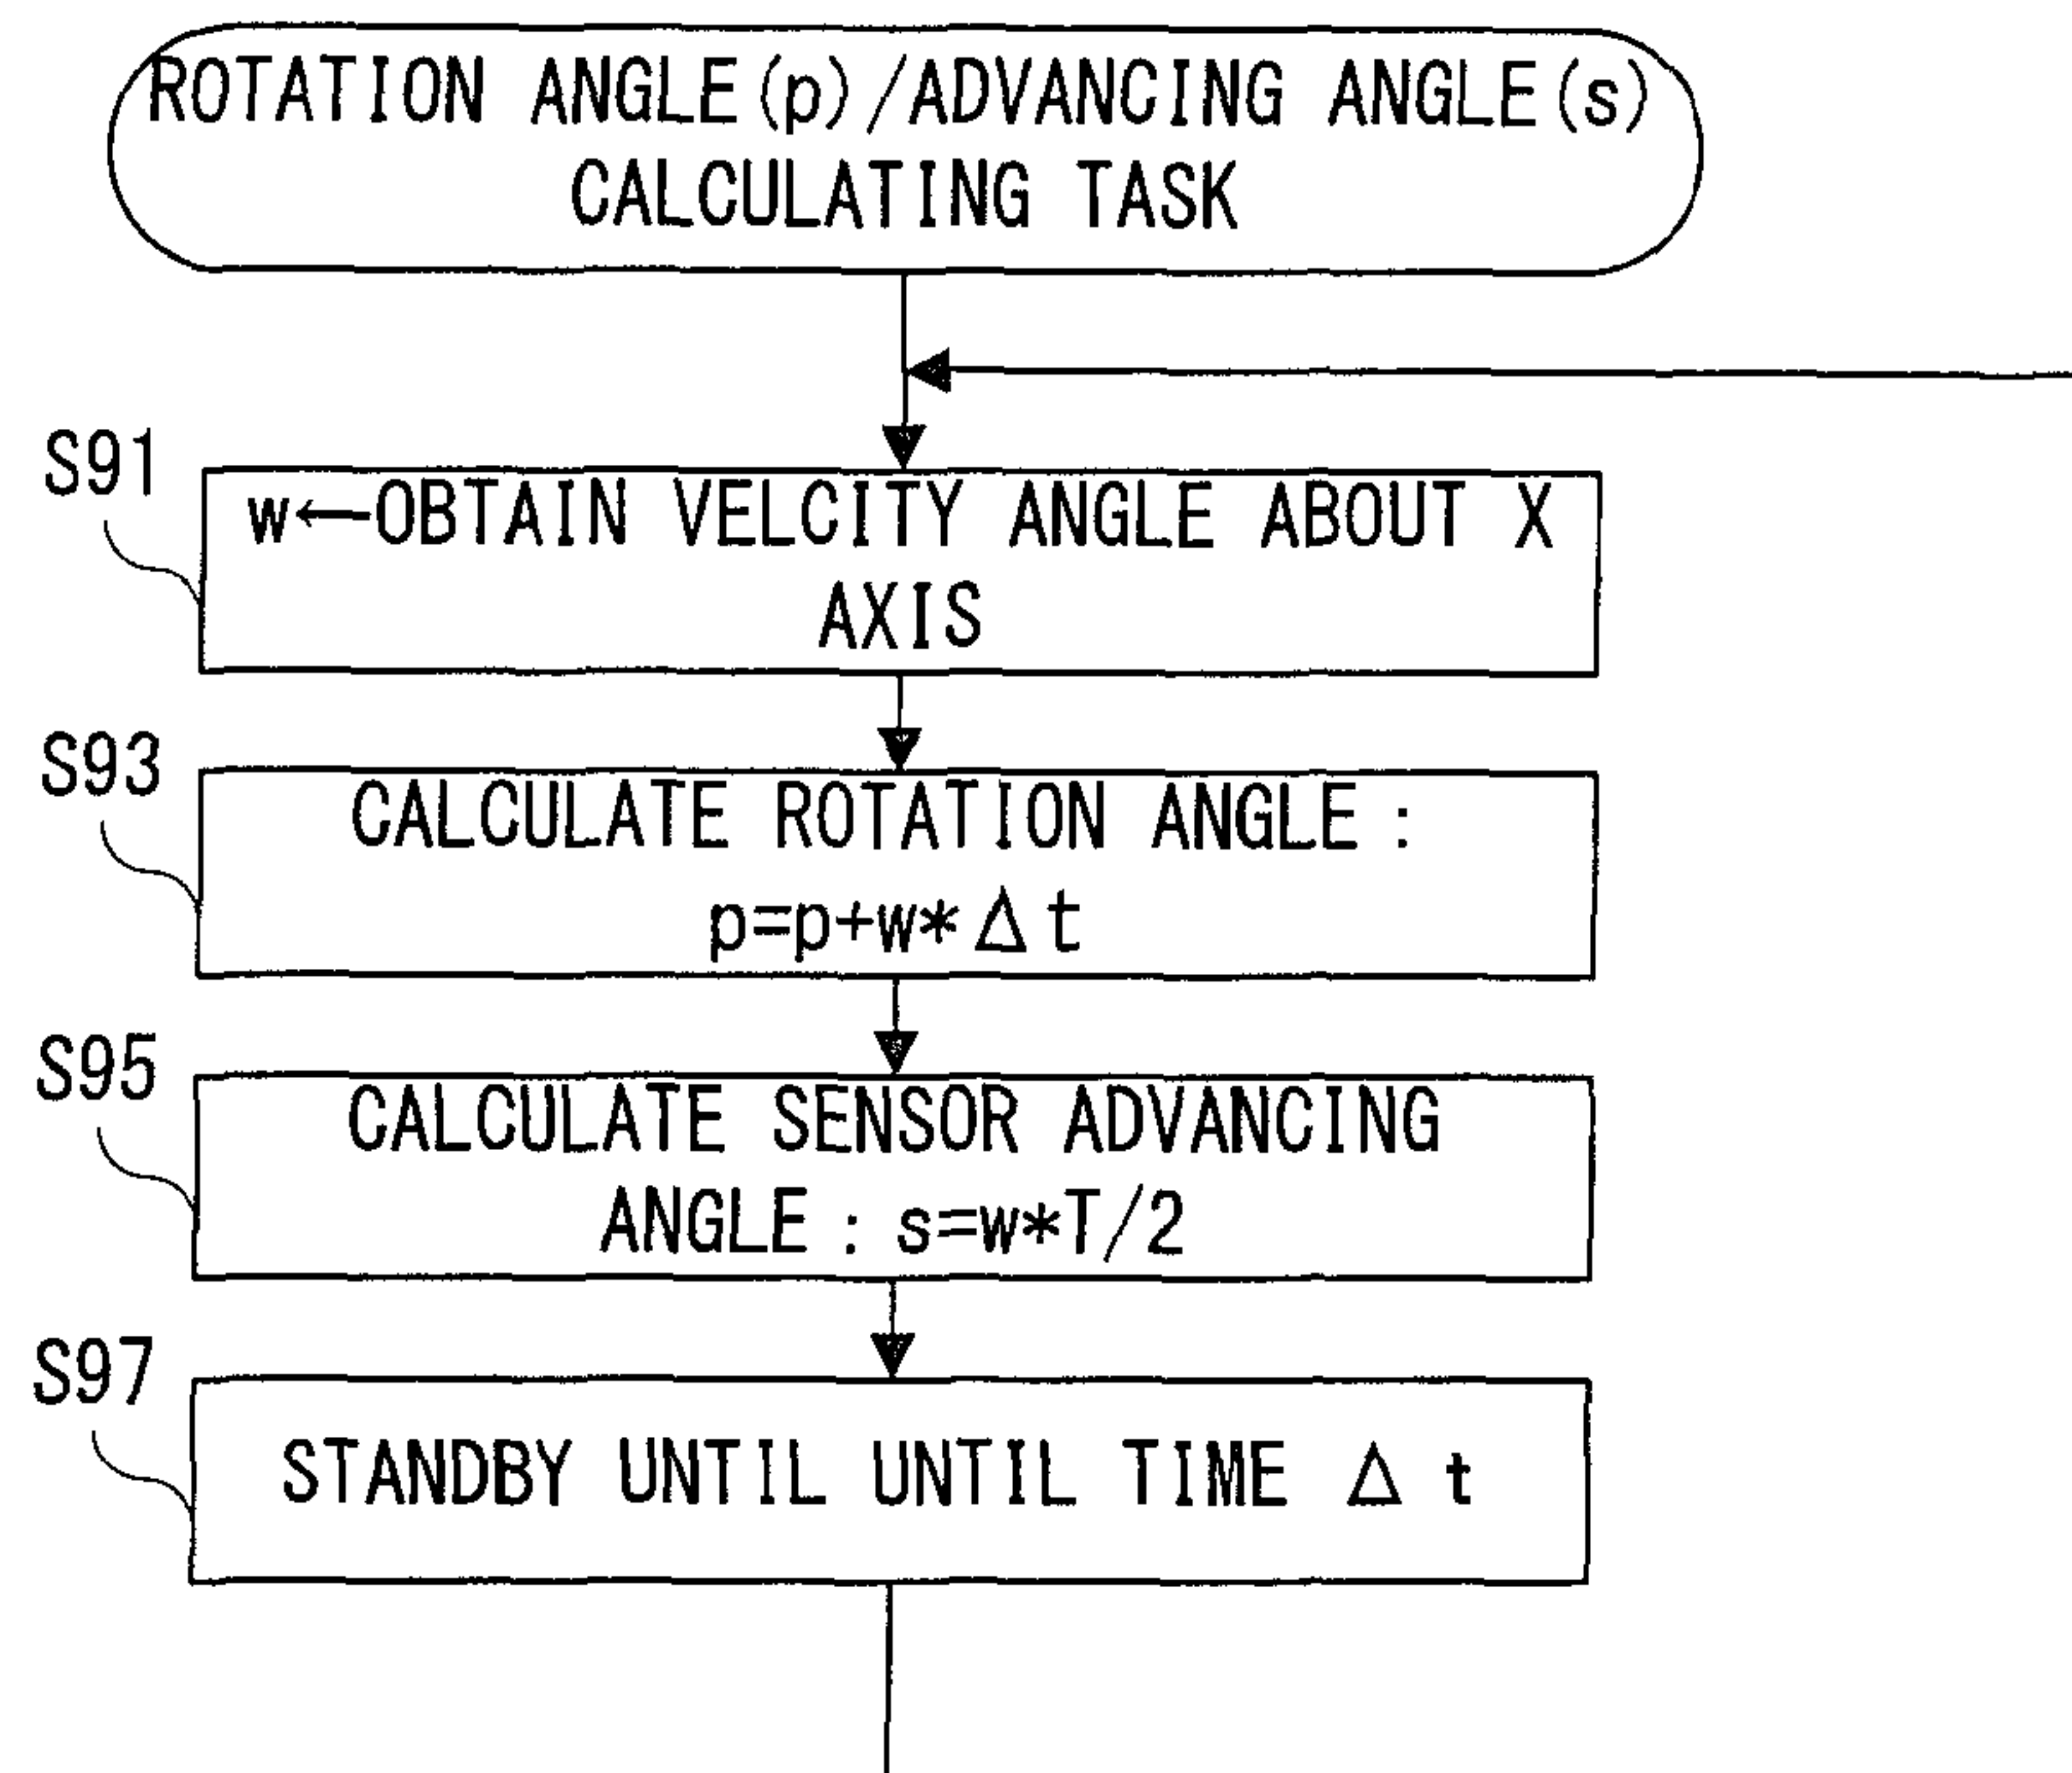 ROTATION ANGLE(p)/ADVANCING ANGLE(s)
CALCULATING TASK
S91
w←OBTAIN VELCITY ANGLE ABOUT X
AXIS
S93
CALCULATE ROTATION ANGLE:
p=p+w*Δt
S95
CALCULATE SENSOR ADVANCING
ANGLE: s=w*T/2
S97
STANDBY UNTIL UNTIL TIME Δ t